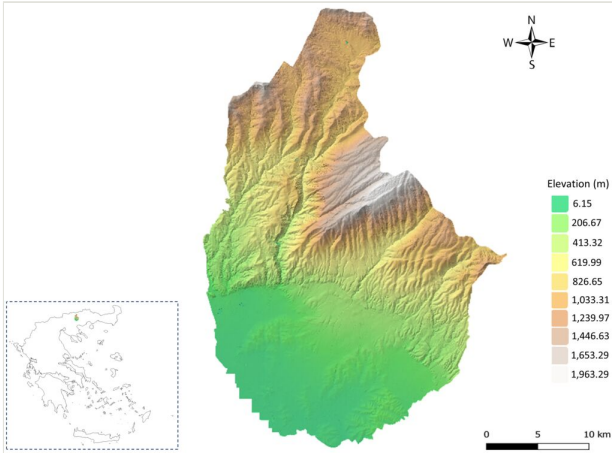 N
W E
S
Elevation (m)
6.15
206.67
413.32
619.99
826.65
1,033.31
1,239.97
1,446.63
1,653.29
1,963.29
0 5 10 km